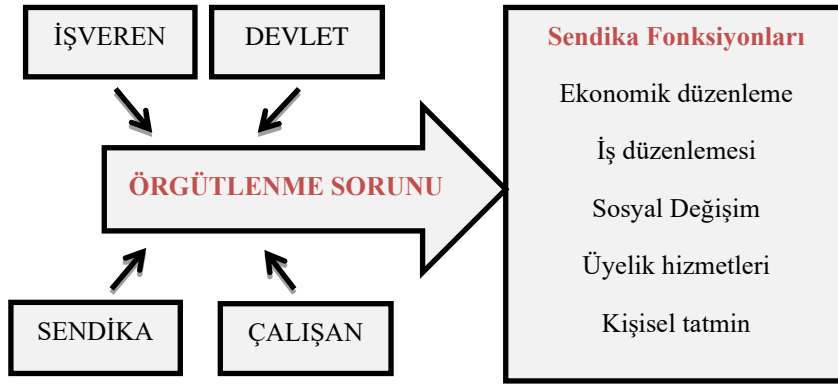 İŞVEREN
DEVLET
ÖRGÜTLENME SORUNU
SENDİKA
ÇALIŞAN
Sendika Fonksiyonları
Ekonomik düzenleme
İş düzenlemesi
Sosyal Değişim
Üyelik hizmetleri
Kişisel tatmin